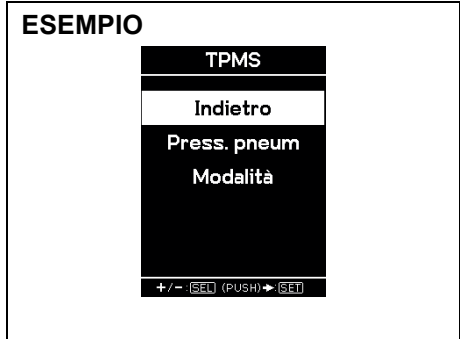 ESEMPIO
TPMS
Indietro
Press. pneum
Modalità
+/-:SEL (PUSH)➔:SET